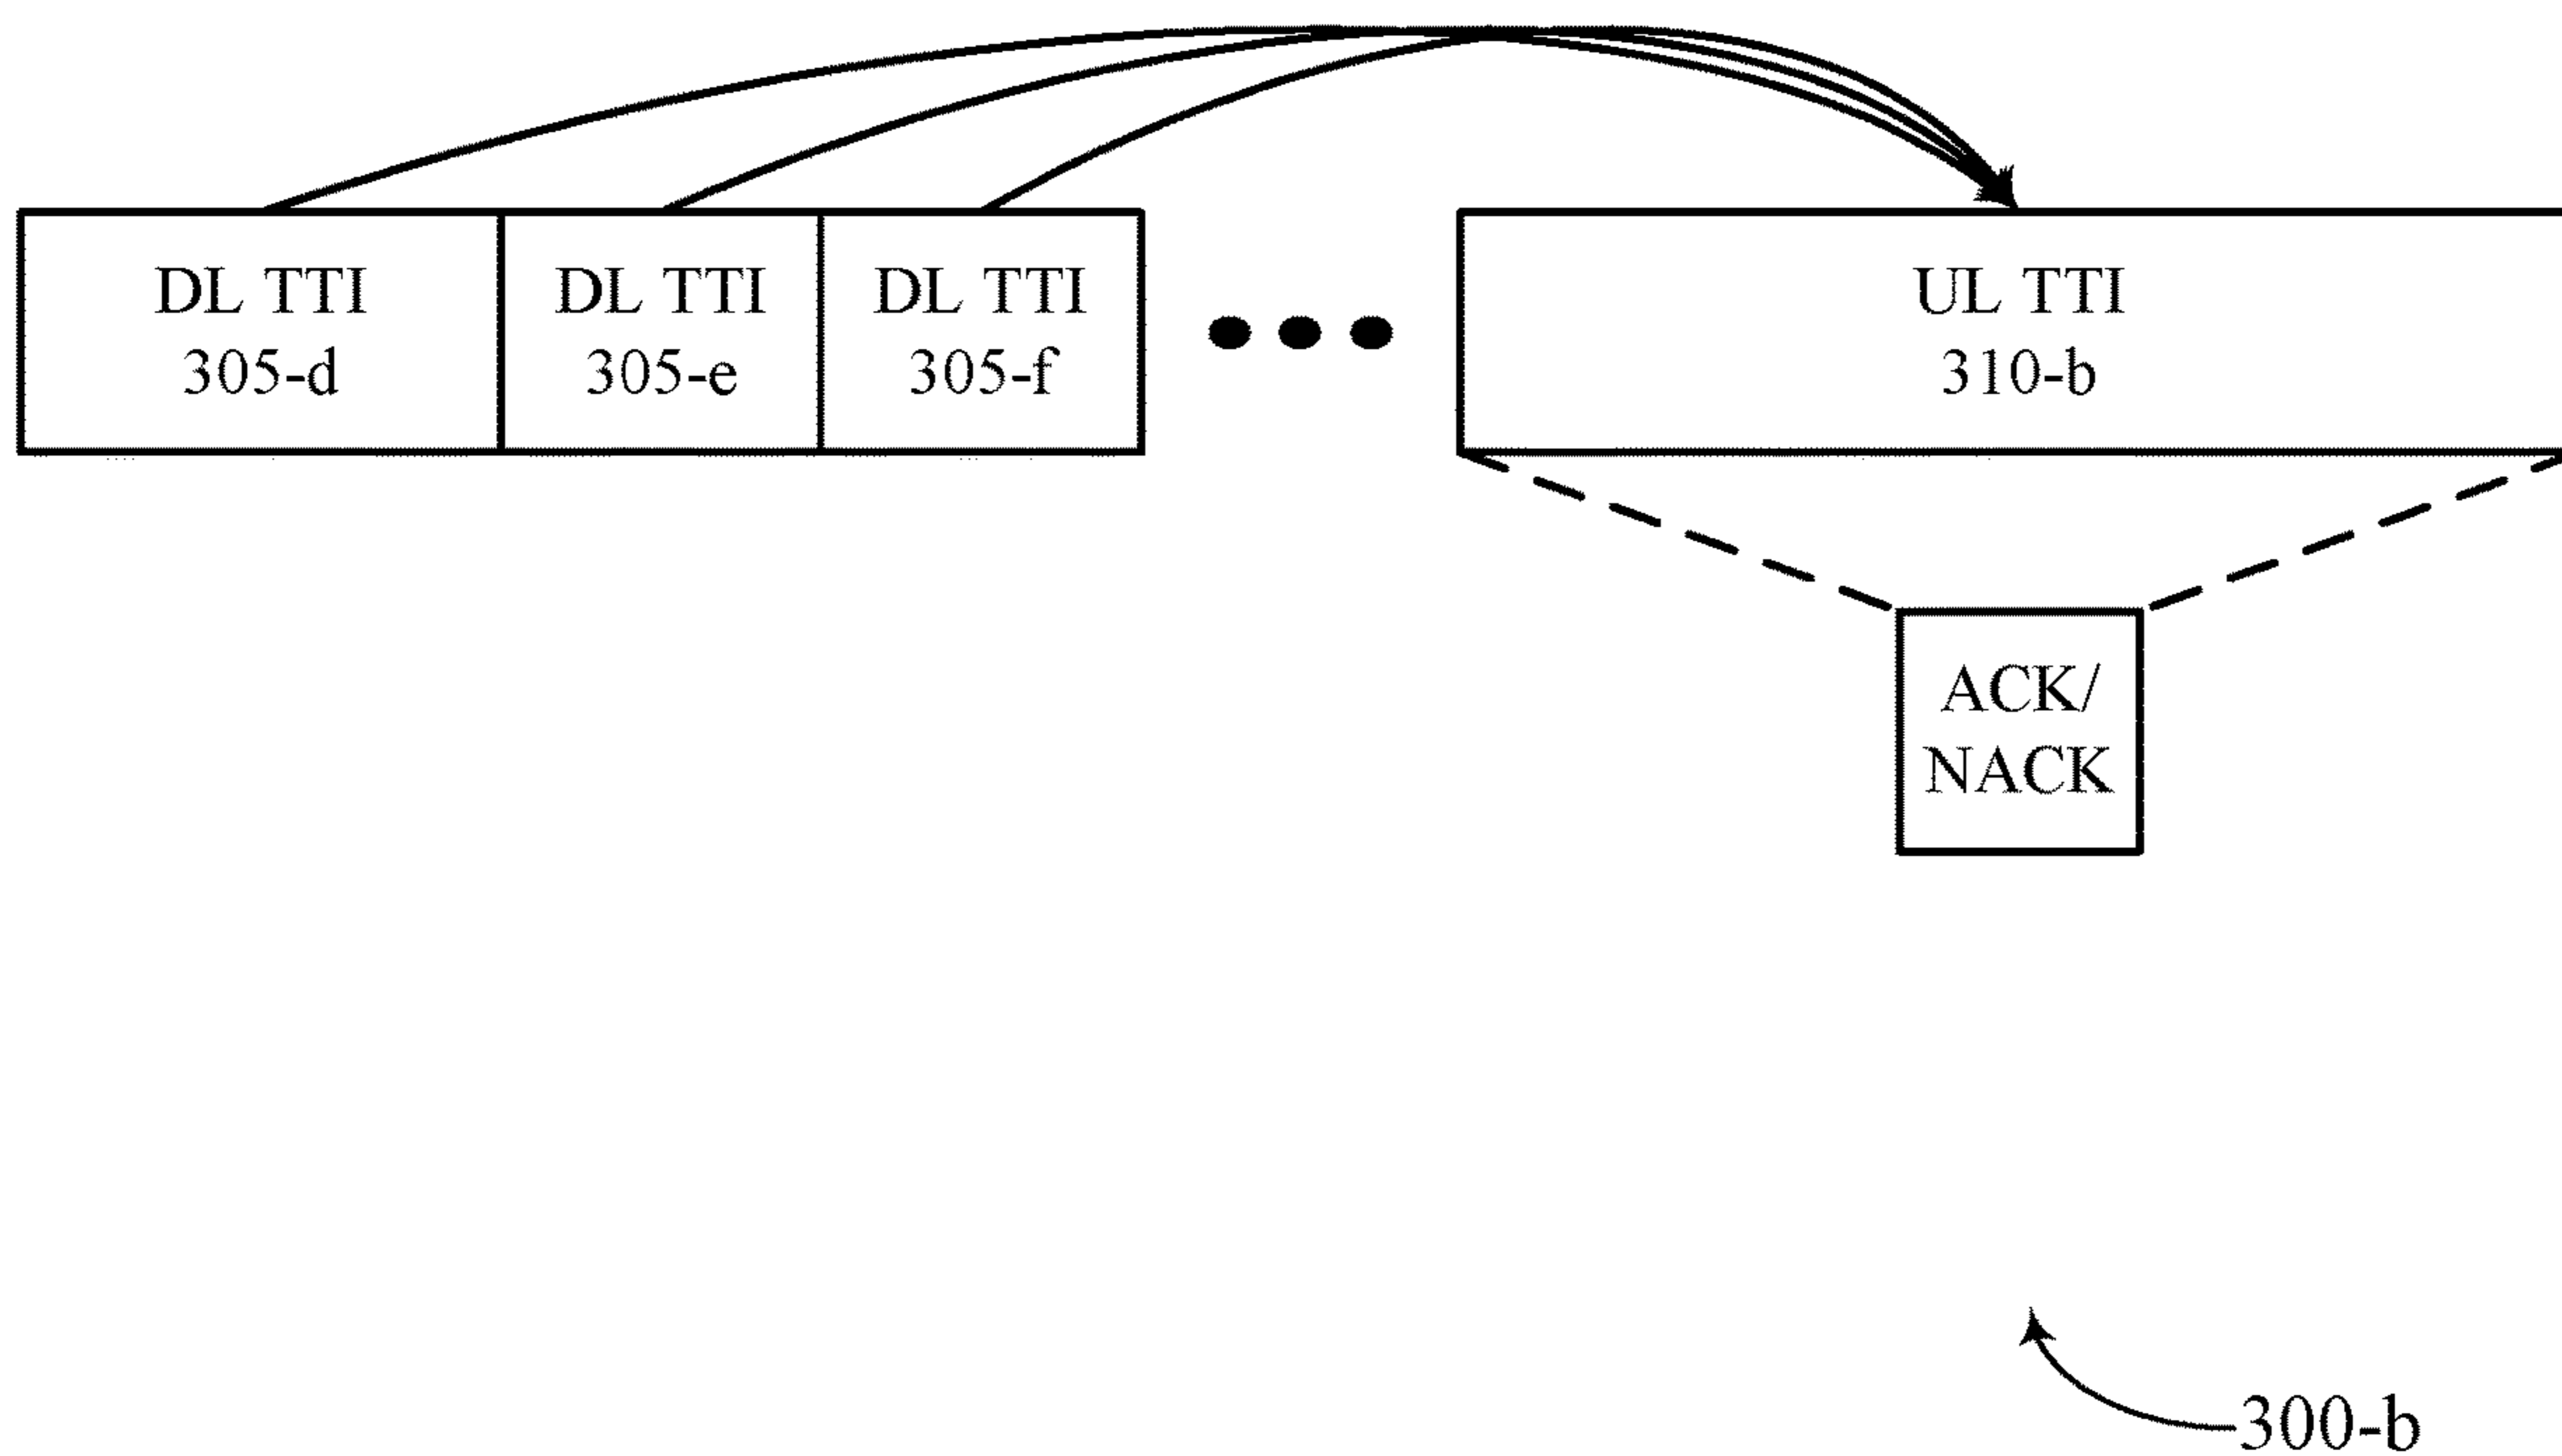 DL TTI
305-d
DL TTI
305-e
DL TTI
305-f
UL TTI
310-b
ACK/
NACK
300-b